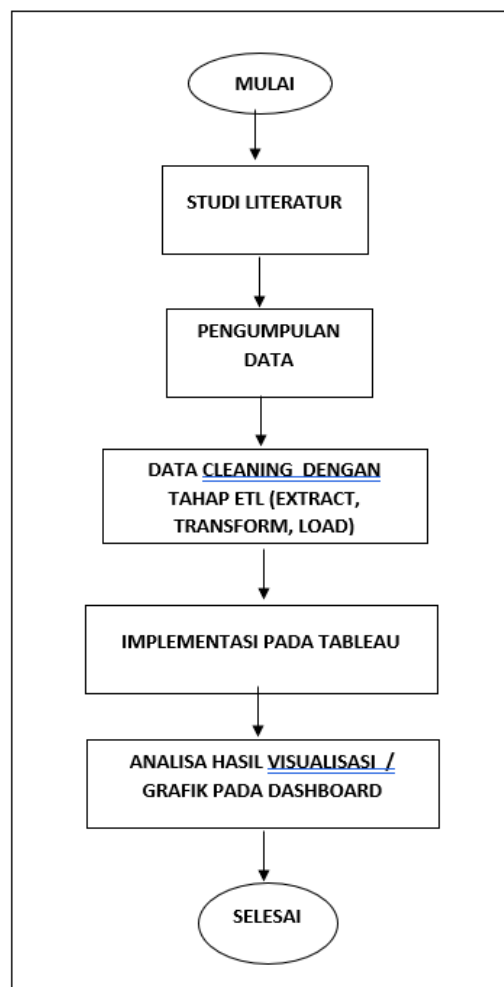 MULAI
STUDI LITERATUR
PENGUMPULAN
DATA
DATA CLEANING DENGAN
TAHAP ETL (EXTRACT,
TRANSFORM, LOAD)
IMPLEMENTASI PADA TABLEAU
ANALISA HASIL VISUALISASI /
GRAFIK PADA DASHBOARD
SELESAI